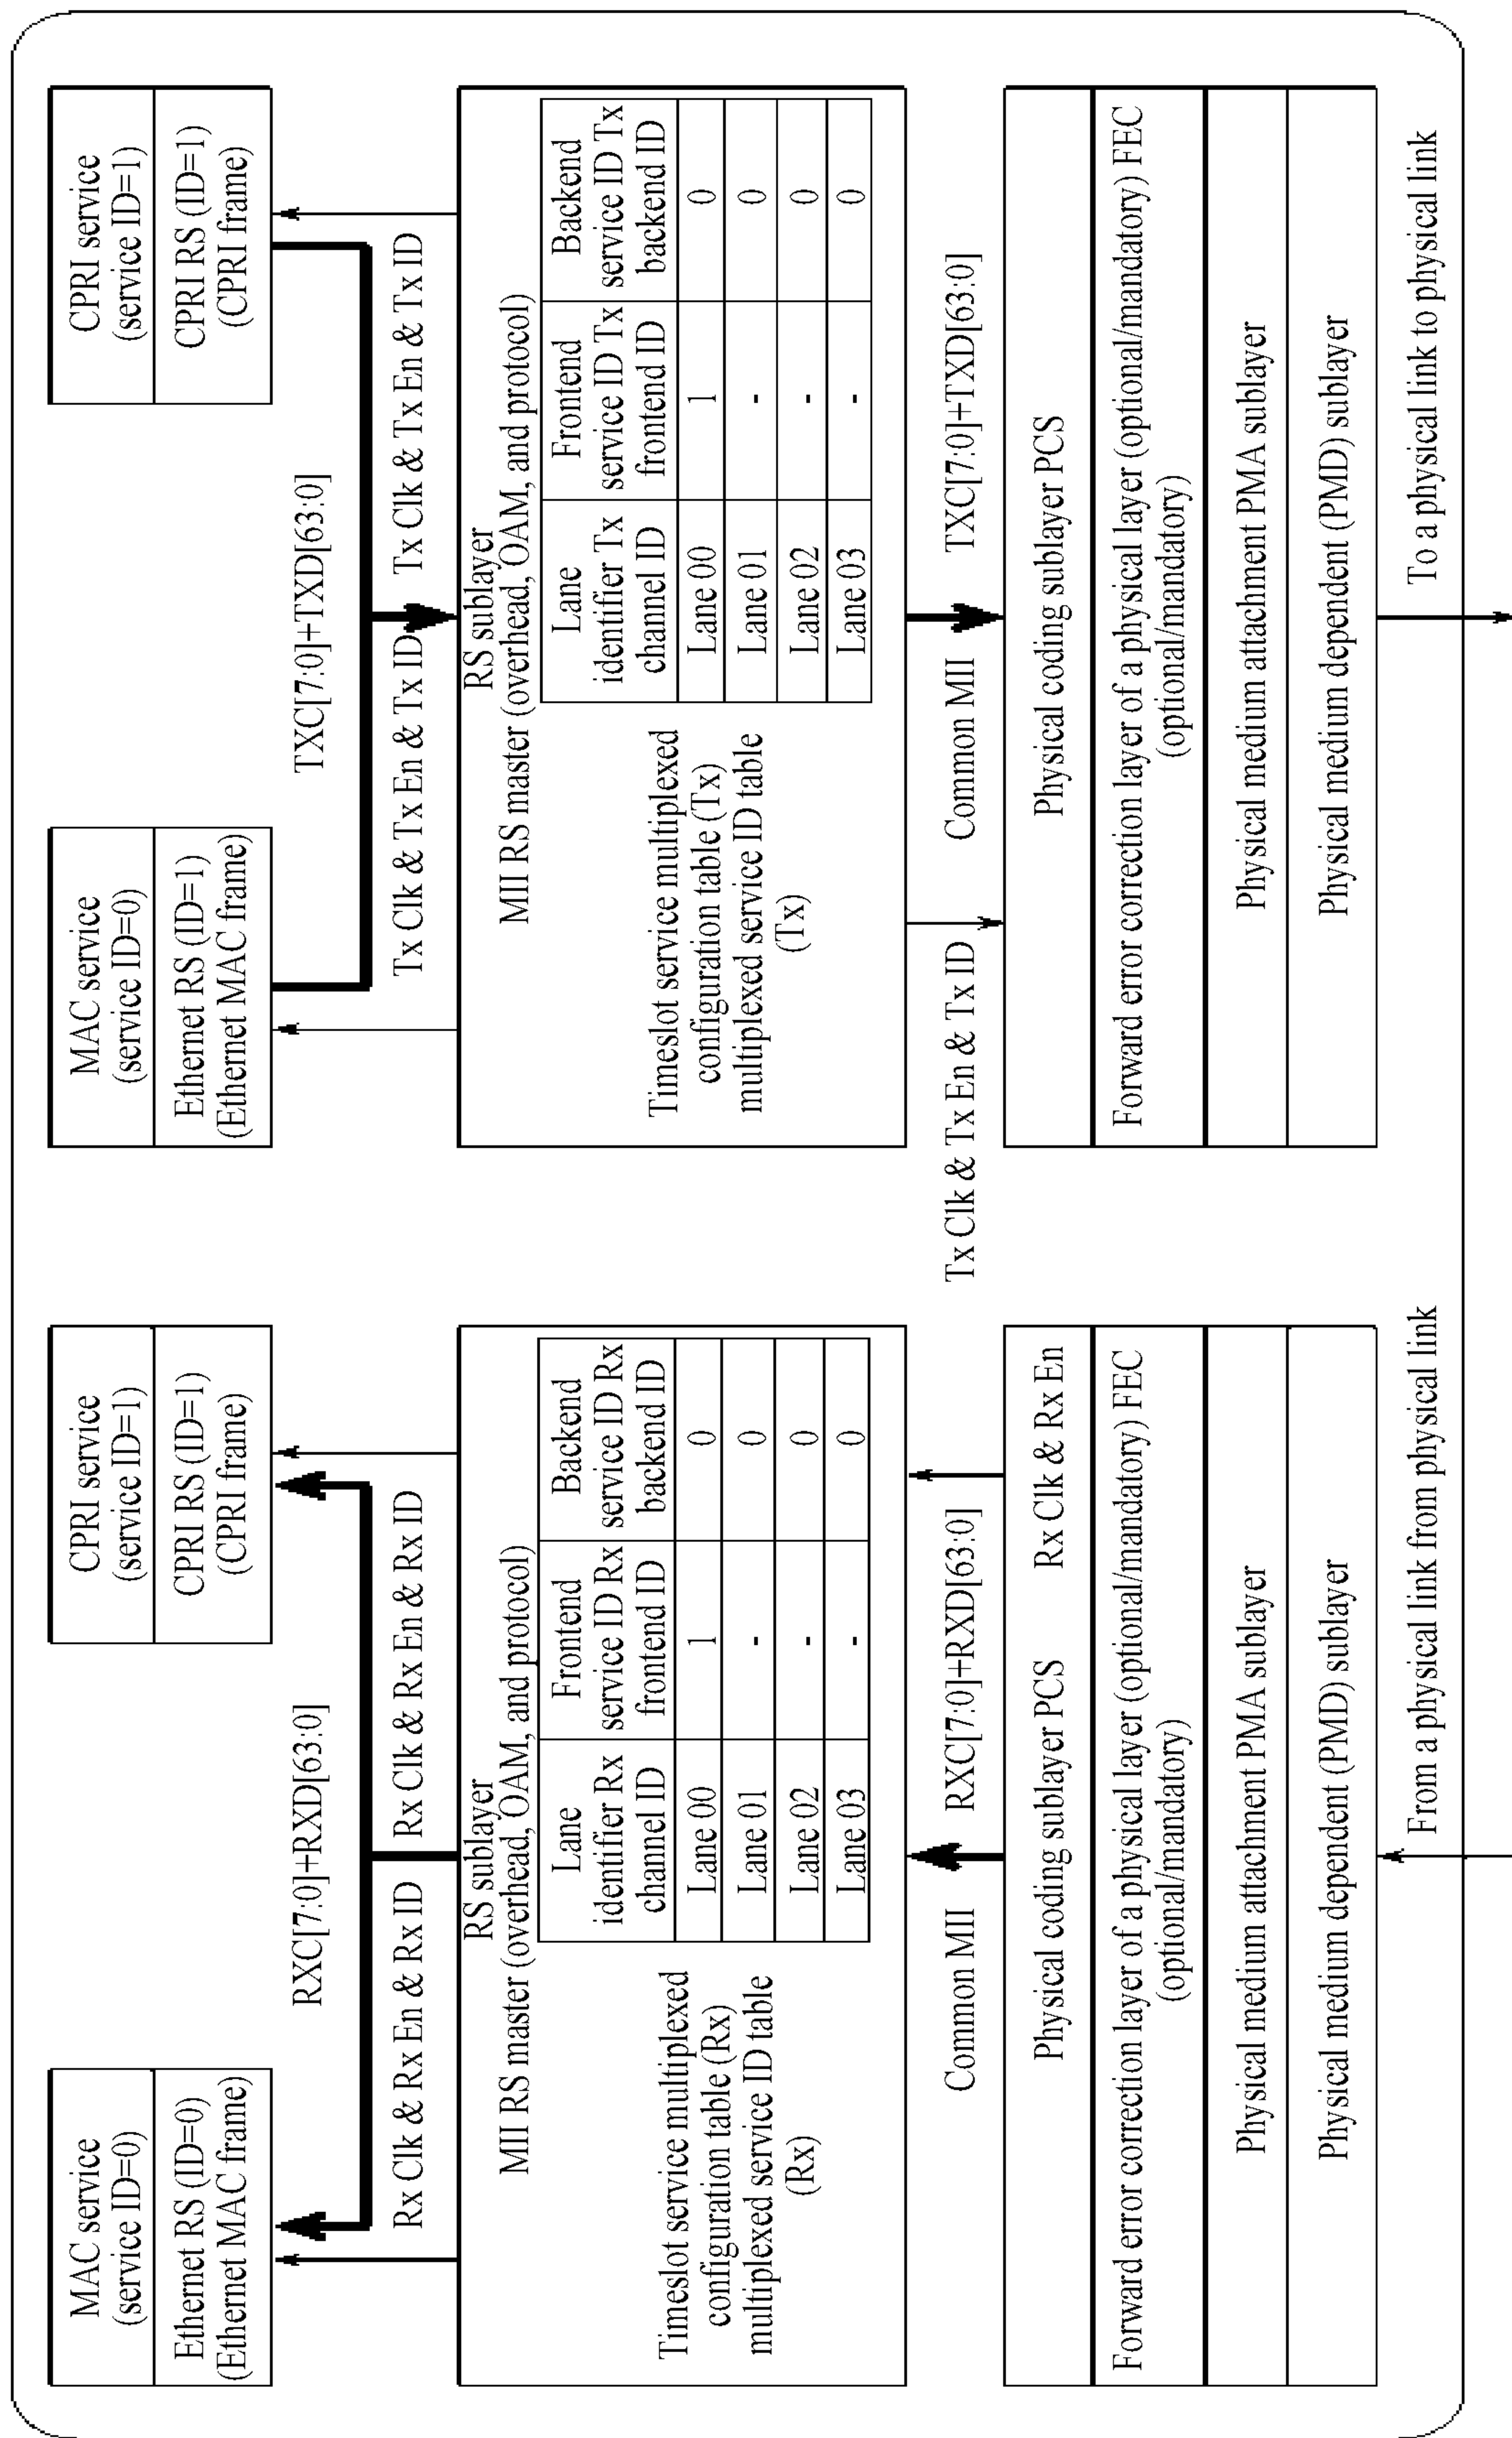 MAC service
(service ID=0)
Ethernet RS (ID=0)
(Ethernet MAC frame)
CPRI service
(service ID=1)
CPRI RS (ID=1)
(CPRI frame)
RXC[7:0]+RXD[63:0]
Rx Clk & Rx En & Rx ID
Rx Clk & Rx En & Rx ID
RS sublayer
MII RS master (overhead, OAM, and protocol)
Timeslot service multiplexed
configuration table (Rx)
multiplexed service ID table
(Rx)
Lane
identifier Rx
channel ID
Frontend
service ID Rx
frontend ID
Backend
service ID Rx
backend ID
Lane 00 1 0
Lane 01 - 0
Lane 02 - 0
Lane 03 - 0
Common MII
RXC[7:0]+RXD[63:0]
Rx Clk & Rx En
Physical coding sublayer PCS
Forward error correction layer of a physical layer (optional/mandatory) FEC
(optional/mandatory)
Physical medium attachment PMA sublayer
Physical medium dependent (PMD) sublayer
From a physical link from physical link
MAC service
(service ID=0)
Ethernet RS (ID=1)
(Ethernet MAC frame)
CPRI service
(service ID=1)
CPRI RS (ID=1)
(CPRI frame)
TXC[7:0]+TXD[63:0]
Tx Clk & Tx En & Tx ID
Tx Clk & Tx En & Tx ID
RS sublayer
MII RS master (overhead, OAM, and protocol)
Timeslot service multiplexed
configuration table (Tx)
multiplexed service ID table
(Tx)
Lane
identifier Tx
channel ID
Frontend
service ID Tx
frontend ID
Backend
service ID Tx
backend ID
Lane 00 1 0
Lane 01 - 0
Lane 02 - 0
Lane 03 - 0
Tx Clk & Tx En & Tx ID
Common MII
TXC[7:0]+TXD[63:0]
Physical coding sublayer PCS
Forward error correction layer of a physical layer (optional/mandatory) FEC
(optional/mandatory)
Physical medium attachment PMA sublayer
Physical medium dependent (PMD) sublayer
To a physical link to physical link